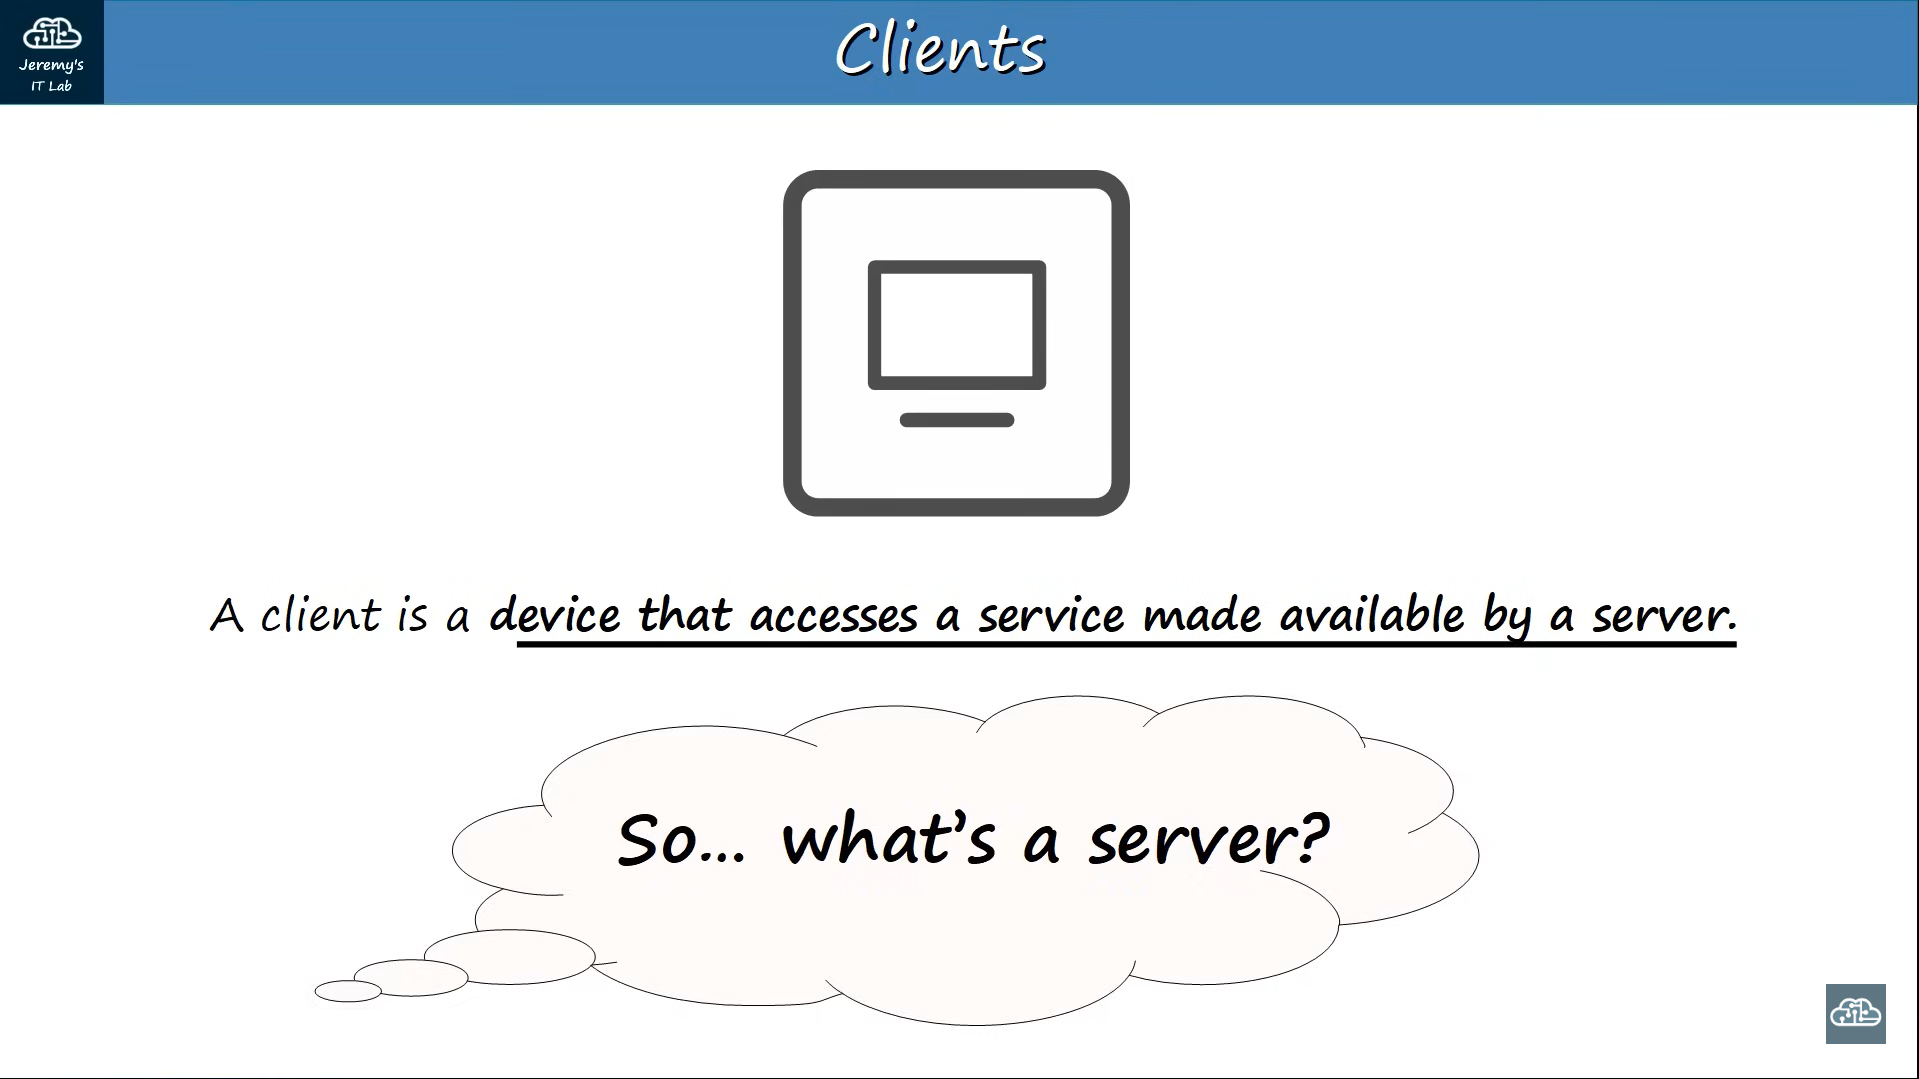 Jeremy's
IT Lab
Clients
A client is a device that accesses a service made available by a server.
So... what's a server?